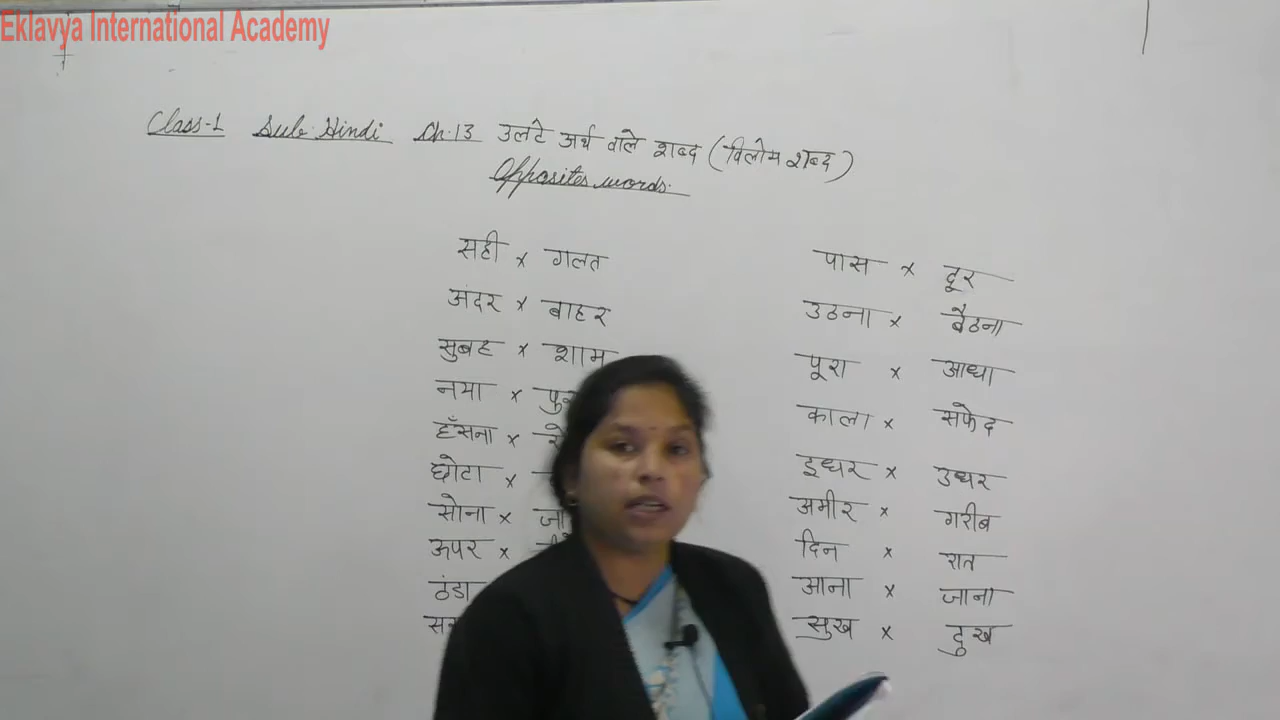 Eklavya International Academy
Class-1 Sub: Hindi Ch.13 उलटे अर्थ वाले शब्द (विलोम शब्द)
Opposites words.
सही x गलत
अंदर x बाहर
सुबह x शाम
नया x
हँसना x
छोटा x
सोना x
ऊपर x
ठंडा
पास x दूर
उठना x बैठना
पूरा x आधा
काला x सफेद
इधर x उधर
अमीर x गरीब
दिन x रात
आना x जाना
सुख x दुख